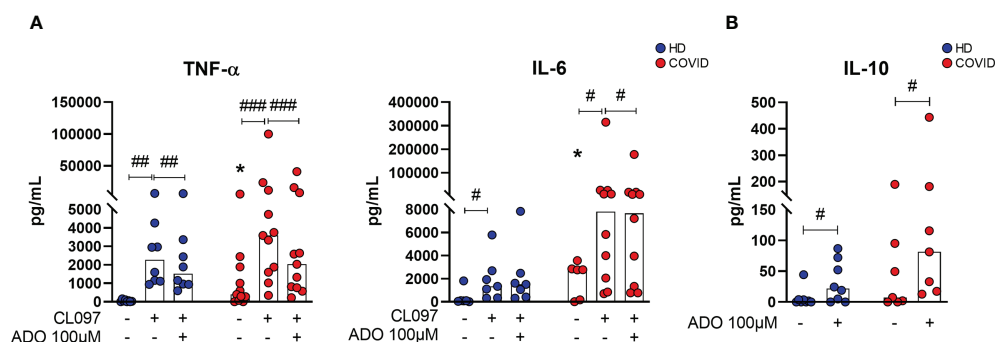 A
B
HD
COVID
HD
COVID
TNF-α
IL-6
IL-10
pg/mL
150000
100000
50000
5000
4000
3000
2000
1000
0
## ## ### ###
*
CL097 - + + - + +
ADO 100µM - - + - - +
pg/mL
400000
300000
200000
100000
8000
6000
4000
2000
0
# # #
*
CL097 - + + - + +
ADO 100µM - - + - - +
pg/mL
500
400
300
200
150
100
50
0
# #
ADO 100µM - + - +